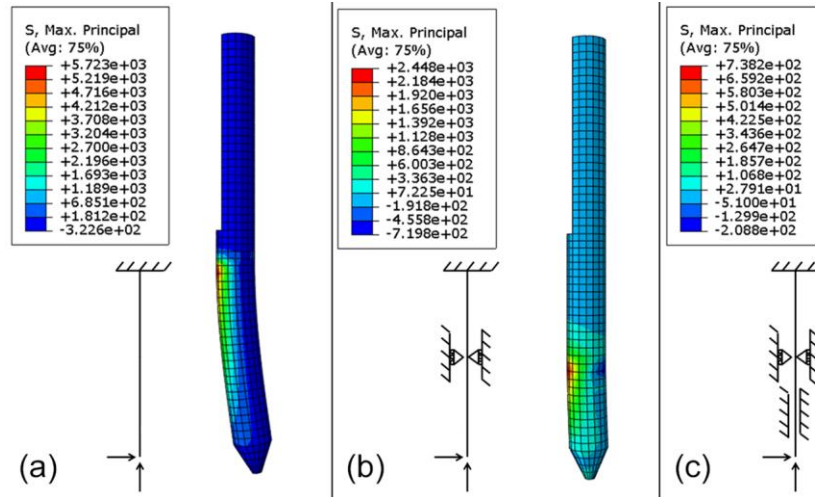 S, Max. Principal
(Avg: 75%)
+5.723e+03
+5.219e+03
+4.716e+03
+4.212e+03
+3.708e+03
+3.204e+03
+2.700e+03
+2.196e+03
+1.693e+03
+1.189e+03
+6.851e+02
+1.812e+02
-3.226e+02
(a)
S, Max. Principal
(Avg: 75%)
+2.448e+03
+2.184e+03
+1.920e+03
+1.656e+03
+1.392e+03
+1.128e+03
+8.643e+02
+6.003e+02
+3.363e+02
+7.225e+01
-1.918e+02
-4.558e+02
-7.198e+02
(b)
S, Max. Principal
(Avg: 75%)
+7.382e+02
+6.592e+02
+5.803e+02
+5.014e+02
+4.225e+02
+3.436e+02
+2.647e+02
+1.857e+02
+1.068e+02
+2.791e+01
-5.100e+01
-1.299e+02
-2.088e+02
(c)